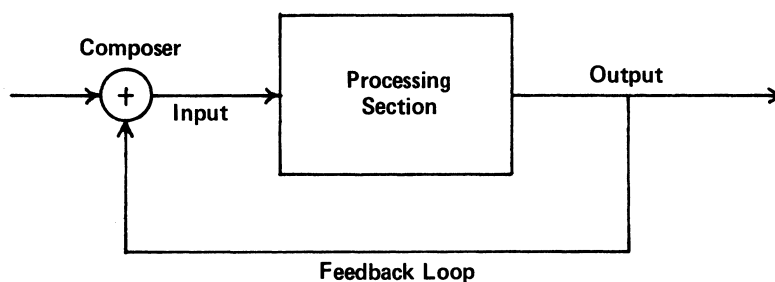 Composer
+
Input
Processing
Section
Output
Feedback Loop